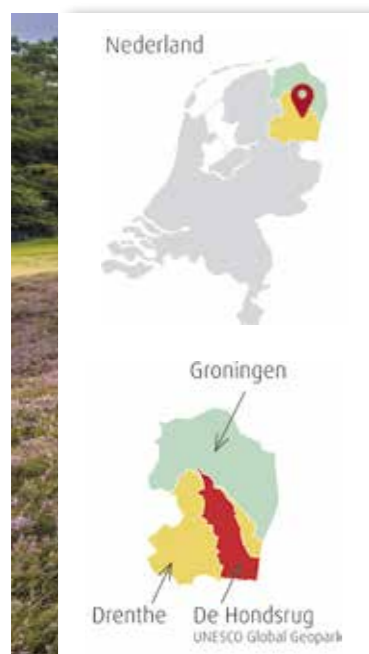 Nederland
Groningen
Drenthe
De Hondsrug
UNESCO Global Geopark